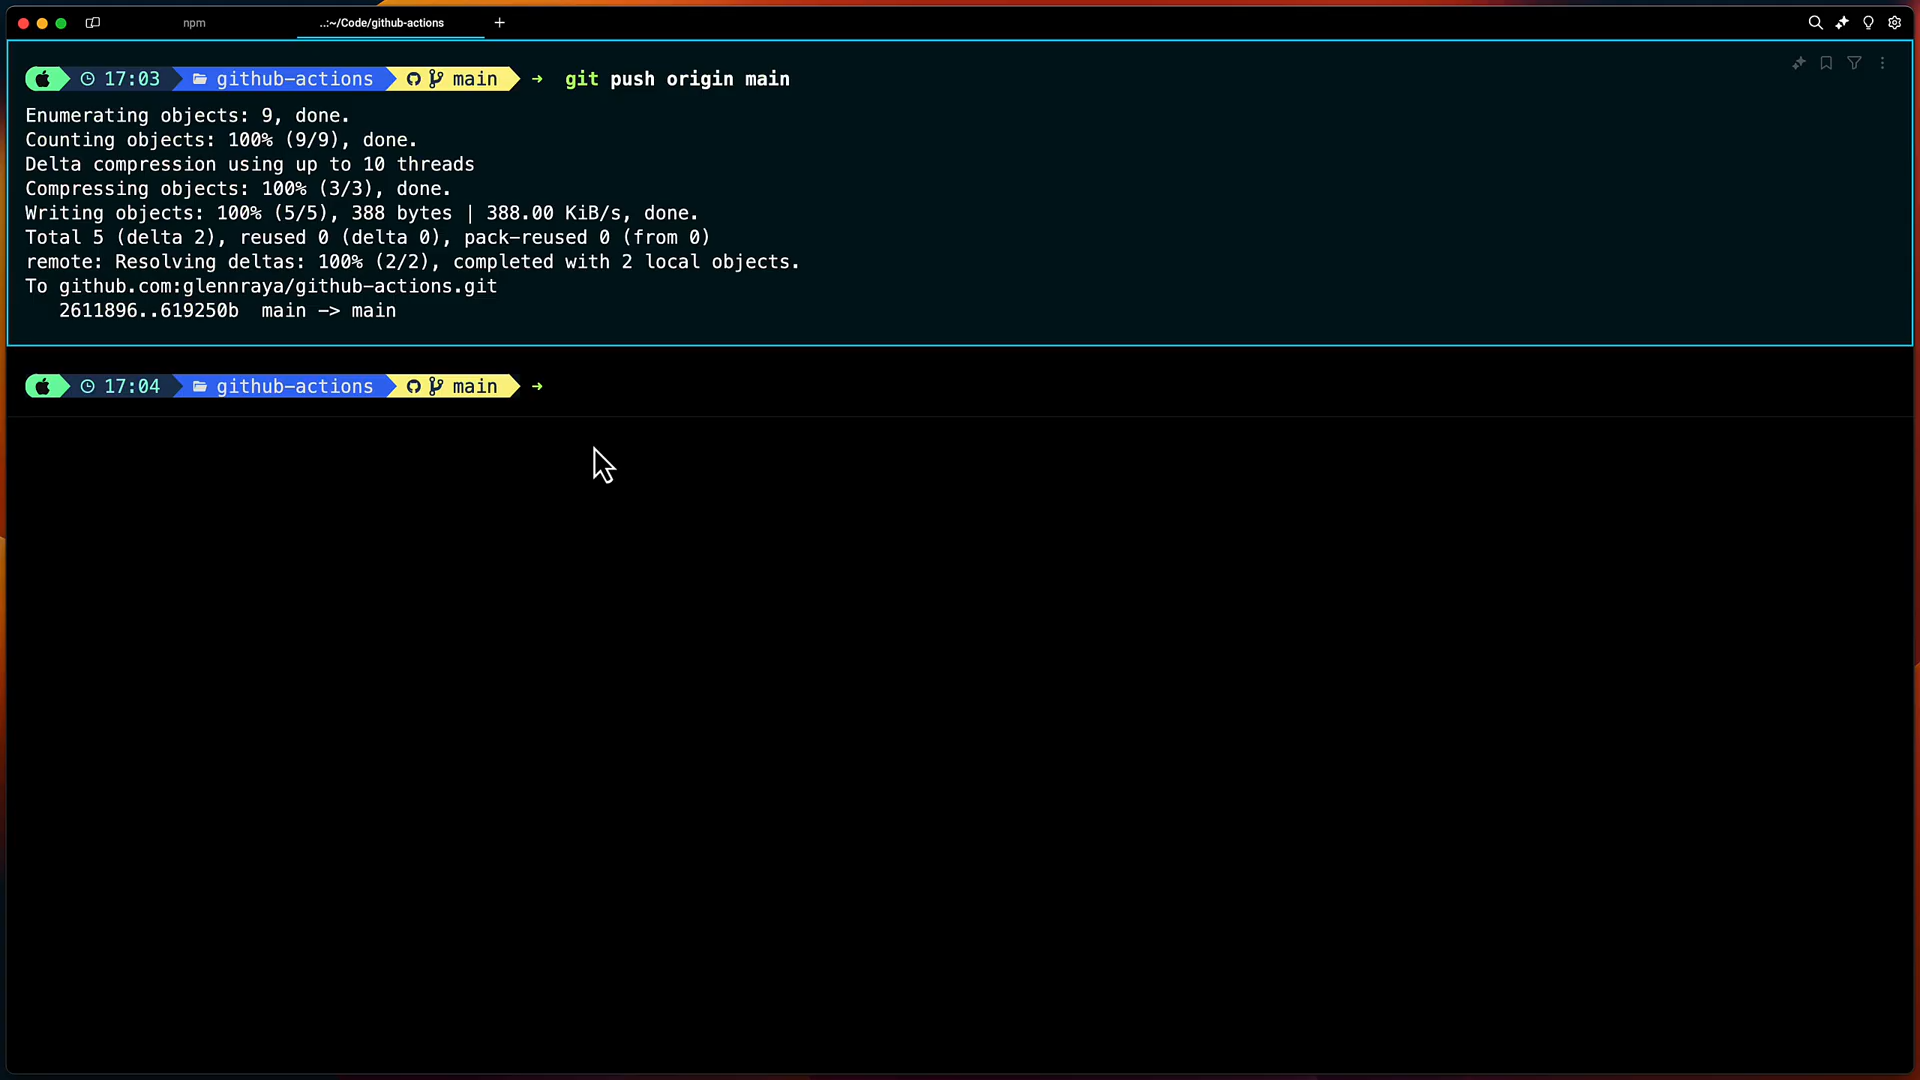 npm
..:~/Code/github-actions
17:03 github-actions main → git push origin main
Enumerating objects: 9, done.
Counting objects: 100% (9/9), done.
Delta compression using up to 10 threads
Compressing objects: 100% (3/3), done.
Writing objects: 100% (5/5), 388 bytes | 388.00 KiB/s, done.
Total 5 (delta 2), reused 0 (delta 0), pack-reused 0 (from 0)
remote: Resolving deltas: 100% (2/2), completed with 2 local objects.
To github.com:glennraya/github-actions.git
2611896..619250b main -> main
17:04 github-actions main →